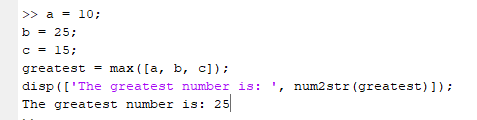 >> a = 10;
b = 25;
c = 15;
greatest = max([a, b, c]);
disp(['The greatest number is: ', num2str(greatest)]);
The greatest number is: 25